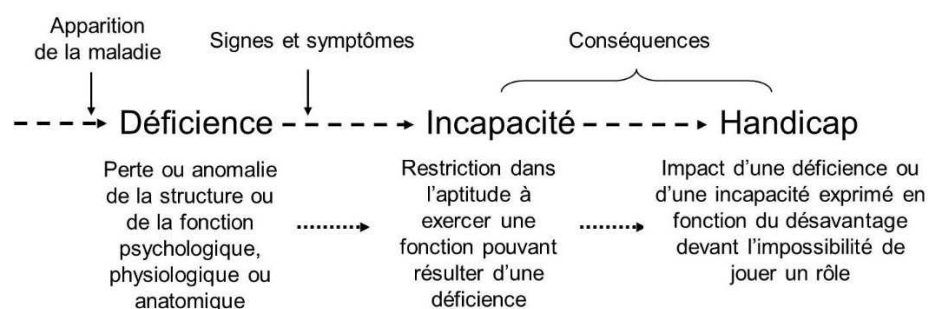 Apparition
de la maladie
Signes et symptômes
Conséquences
Déficience
Incapacité
Handicap
Perte ou anomalie
de la structure ou
de la fonction
psychologique,
physiologique ou
anatomique
Restriction dans
l'aptitude à
exercer une
fonction pouvant
résulter d'une
déficience
Impact d'une déficience ou
d'une incapacité exprimé en
fonction du désavantage
devant l'impossibilité de
jouer un rôle